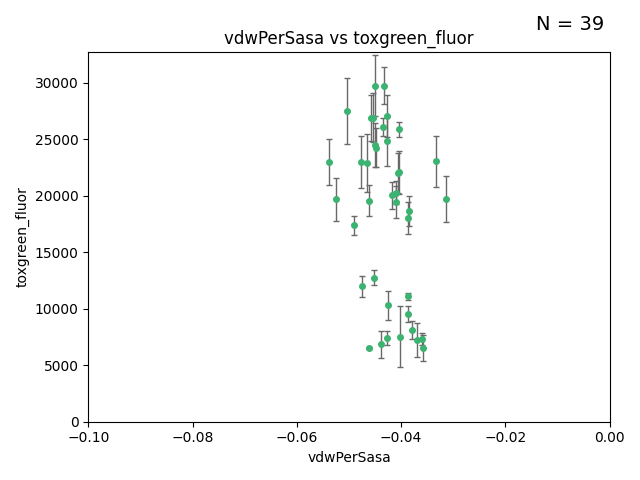 N = 39
vdwPerSasa vs toxgreen_fluor
30000
25000
20000
15000
10000
5000
0
toxgreen_fluor
−0.10 −0.08 −0.06 −0.04 −0.02 0.00
vdwPerSasa